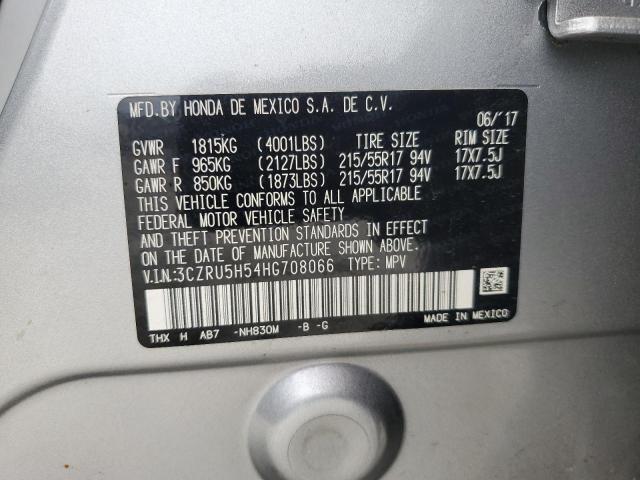 MFD.BY HONDA DE MEXICO S.A. DE C.V.
06/'17
GVWR 1815KG (4001LBS) TIRE SIZE RIM SIZE
GAWR F 965KG (2127LBS) 215/55R17 94V 17X7.5J
GAWR R 850KG (1873LBS) 215/55R17 94V 17X7.5J
THIS VEHICLE CONFORMS TO ALL APPLICABLE
FEDERAL MOTOR VEHICLE SAFETY
AND THEFT PREVENTION STANDARDS IN EFFECT
ON THE DATE OF MANUFACTURE SHOWN ABOVE.
V.I.N:3CZRU5H54HG708066 TYPE: MPV
THX H AB7 -NH830M -B -G MADE IN MEXICO